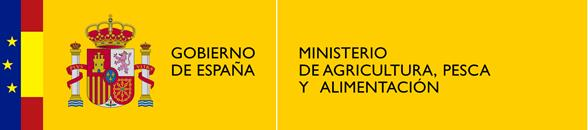 GOBIERNO
DE ESPAÑA
MINISTERIO
DE AGRICULTURA, PESCA
Y ALIMENTACIÓN